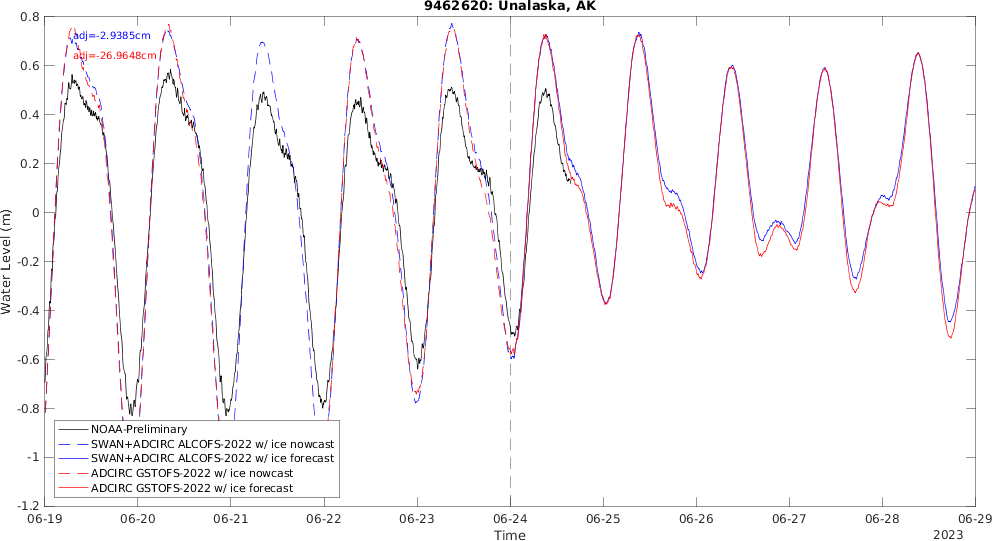 9462620: Unalaska, AK
adj=-2.9385cm
adj=-26.9648cm
Water Level (m)
0.8
0.6
0.4
0.2
0
-0.2
-0.4
-0.6
-0.8
-1
-1.2
NOAA-Preliminary
SWAN+ADCIRC ALCOFS-2022 w/ ice nowcast
SWAN+ADCIRC ALCOFS-2022 w/ ice forecast
ADCIRC GSTOFS-2022 w/ ice nowcast
ADCIRC GSTOFS-2022 w/ ice forecast
06-19 06-20 06-21 06-22 06-23 06-24 06-25 06-26 06-27 06-28 06-29
Time
2023